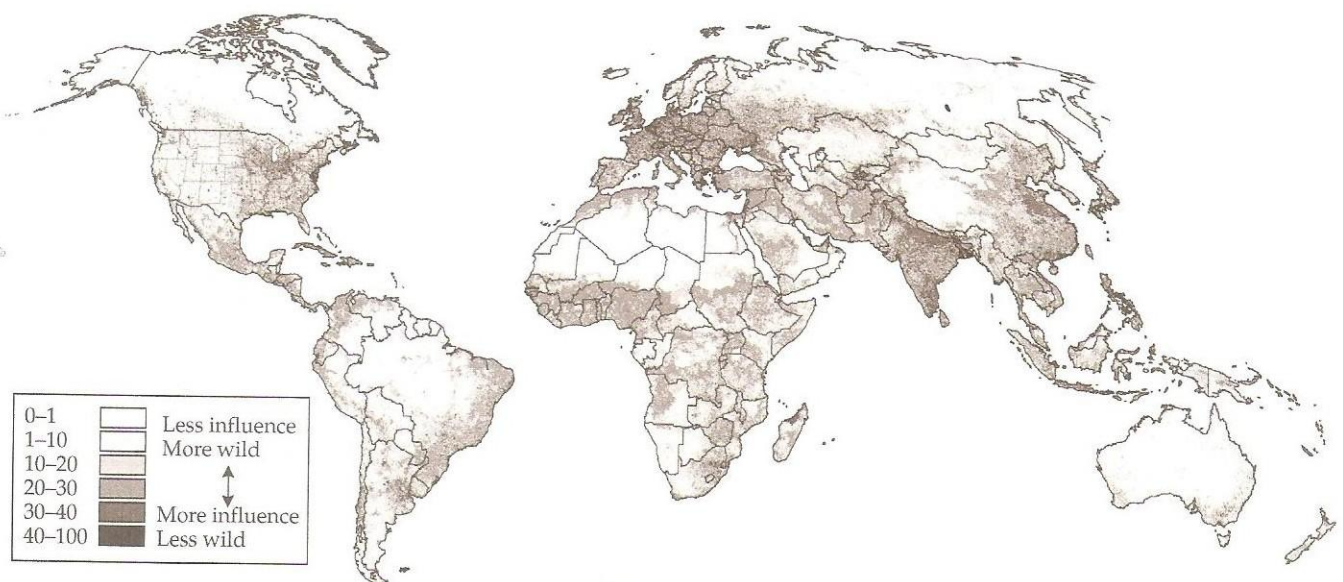 0–1
1–10
10–20
20–30
30–40
40–100
Less influence
More wild
More influence
Less wild